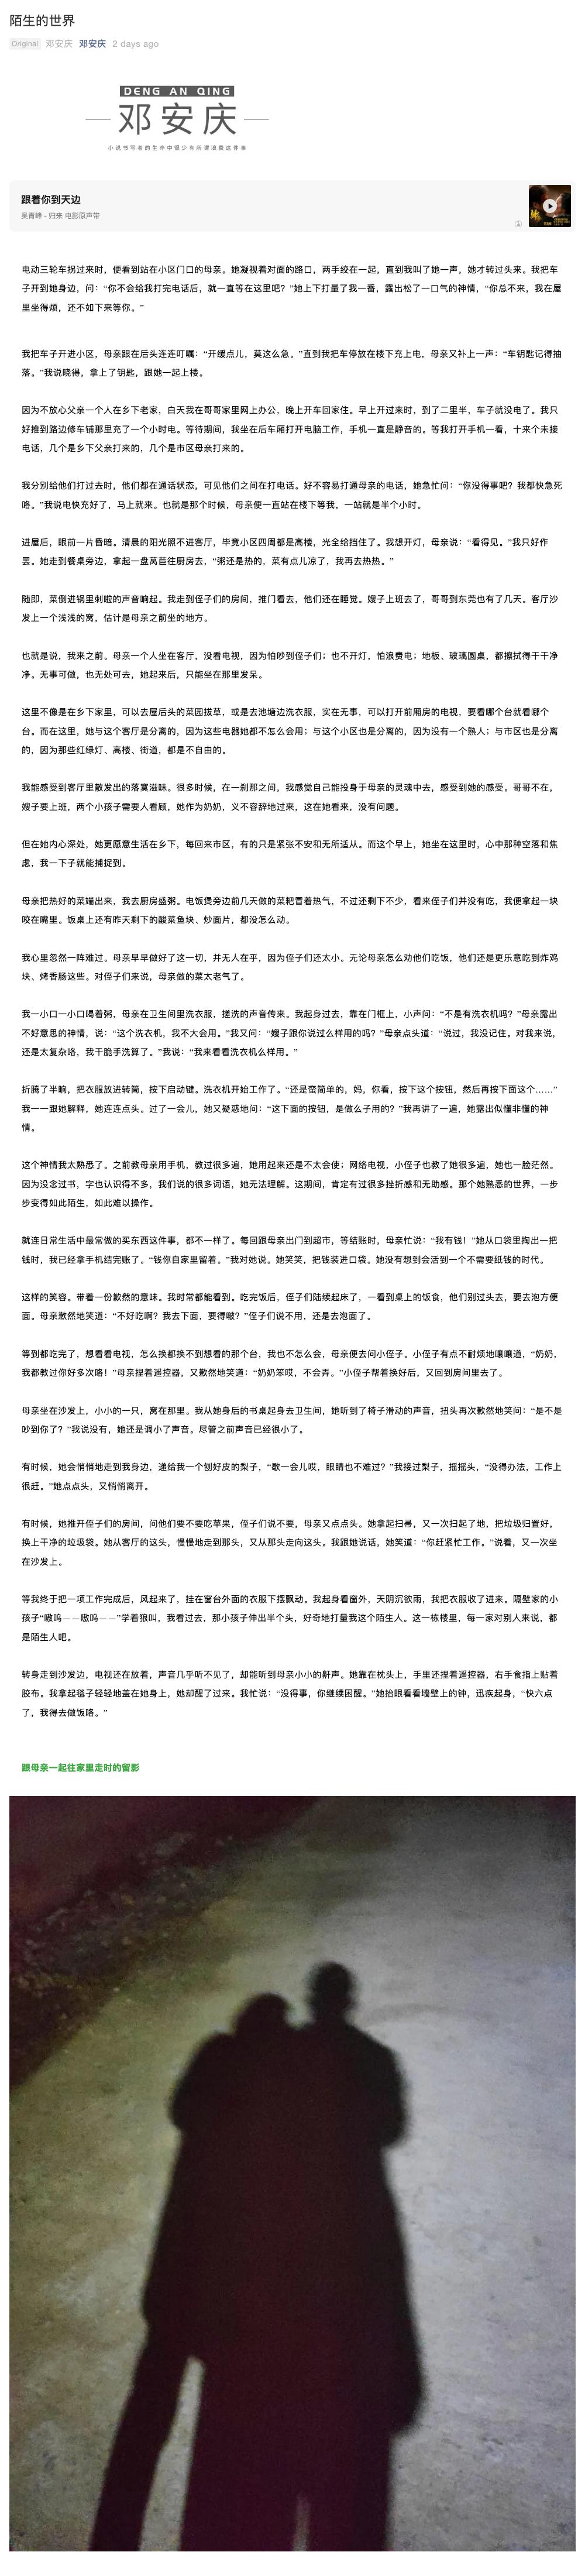 陌生的世界
Original 邓安庆 邓安庆 2 days ago
DENG AN QING
邓安庆
小说书写者的生命中很少有所谓浪费这件事
跟着你到天边
吴青峰 - 归来 电影原声带
电动三轮车拐过来时，便看到站在小区门口的母亲。她凝视着对面的路口，两手绞在一起，直到我叫了她一声，她才转过头来。我把车
子开到她身边，问：“你不会给我打完电话后，就一直等在这里吧？”她上下打量了我一番，露出松了一口气的神情，“你总不来，我在屋
里坐得烦，还不如下来等你。”
我把车子开进小区，母亲跟在后头连连叮嘱：“开缓点儿，莫这么急。”直到我把车停放在楼下充上电，母亲又补上一声：“车钥匙记得抽
落。”我说晓得，拿上了钥匙，跟她一起上楼。
因为不放心父亲一个人在乡下老家，白天我在哥哥家里网上办公，晚上开车回家住。早上开过来时，到了二里半，车子就没电了。我只
好推到路边修车铺那里充了一个小时电。等待期间，我坐在后车厢打开电脑工作，手机一直是静音的。等我打开手机一看，十来个未接
电话，几个是乡下父亲打来的，几个是市区母亲打来的。
我分别给他们打过去时，他们都在通话状态，可见他们之间在打电话。好不容易打通母亲的电话，她急忙问：“你没得事吧？我都快急死
咯。”我说电快充好了，马上就来。也就是那个时候，母亲便一直站在楼下等我，一站就是半个小时。
进屋后，眼前一片昏暗。清晨的阳光照不进客厅，毕竟小区四周都是高楼，光全给挡住了。我想开灯，母亲说：“看得见。”我只好作
罢。她走到餐桌旁边，拿起一盘莴苣往厨房去，“粥还是热的，菜有点儿凉了，我再去热热。”
随即，菜倒进锅里刺啦的声音响起。我走到侄子们的房间，推门看去，他们还在睡觉。嫂子上班去了，哥哥到东莞也有了几天。客厅沙
发上一个浅浅的窝，估计是母亲之前坐的地方。
也就是说，我来之前。母亲一个人坐在客厅，没看电视，因为怕吵到侄子们；也不开灯，怕浪费电；地板、玻璃圆桌，都擦拭得干干净
净。无事可做，也无处可去，她起来后，只能坐在那里发呆。
这里不像是在乡下家里，可以去屋后头的菜园拔草，或是去池塘边洗衣服，实在无事，可以打开前厢房的电视，要看哪个台就看哪个
台。而在这里，她与这个客厅是分离的，因为这些电器她都不怎么会用；与这个小区也是分离的，因为没有一个熟人；与市区也是分离
的，因为那些红绿灯、高楼、街道，都是不自由的。
我能感受到客厅里散发出的落寞滋味。很多时候，在一刹那之间，我感觉自己能投身于母亲的灵魂中去，感受到她的感受。哥哥不在，
嫂子要上班，两个小孩子需要人看顾，她作为奶奶，义不容辞地过来，这在她看来，没有问题。
但在她内心深处，她更愿意生活在乡下，每回来市区，有的只是紧张不安和无所适从。而这个早上，她坐在这里时，心中那种空落和焦
虑，我一下子就能捕捉到。
母亲把热好的菜端出来，我去厨房盛粥。电饭煲旁边前几天做的菜粑冒着热气，不过还剩下不少，看来侄子们并没有吃，我便拿起一块
咬在嘴里。饭桌上还有昨天剩下的酸菜鱼块、炒面片，都没怎么动。
我心里忽然一阵难过。母亲早早做好了这一切，并无人在乎，因为侄子们还太小。无论母亲怎么劝他们吃饭，他们还是更乐意吃到炸鸡
块、烤香肠这些。对侄子们来说，母亲做的菜太老气了。
我一小口一小口喝着粥，母亲在卫生间里洗衣服，搓洗的声音传来。我起身过去，靠在门框上，小声问：“不是有洗衣机吗？”母亲露出
不好意思的神情，说：“这个洗衣机，我不大会用。”我又问：“嫂子跟你说过么样用的吗？”母亲点头道：“说过，我没记住。对我来说，
还是太复杂咯，我干脆手洗算了。”我说：“我来看看洗衣机么样用。”
折腾了半晌，把衣服放进转筒，按下启动键。洗衣机开始工作了。“还是蛮简单的，妈，你看，按下这个按钮，然后再按下面这个……”
我一一跟她解释，她连连点头。过了一会儿，她又疑惑地问：“这下面的按钮，是做么子用的？”我再讲了一遍，她露出似懂非懂的神
情。
这个神情我太熟悉了。之前教母亲用手机，教过很多遍，她用起来还是不太会使；网络电视，小侄子也教了她很多遍，她也一脸茫然。
因为没念过书，字也认识得不多，我们说的很多词语，她无法理解。这期间，肯定有过很多挫折感和无助感。那个她熟悉的世界，一步
步变得如此陌生，如此难以操作。
就连日常生活中最常做的买东西这件事，都不一样了。每回跟母亲出门到超市，等结账时，母亲忙说：“我有钱！”她从口袋里掏出一把
钱时，我已经拿手机结完账了。“钱你自家里留着。”我对她说。她笑笑，把钱装进口袋。她没有想到会活到一个不需要纸钱的时代。
这样的笑容。带着一份歉然的意味。我时常都能看到。吃完饭后，侄子们陆续起床了，一看到桌上的饭食，他们别过头去，要去泡方便
面。母亲歉然地笑道：“不好吃啊？我去下面，要得啵？”侄子们说不用，还是去泡面了。
等到都吃完了，想看看电视，怎么换都换不到想看的那个台，我也不怎么会，母亲便去问小侄子。小侄子有点不耐烦地嚷嚷道，“奶奶，
我都教过你好多次咯！”母亲捏着遥控器，又歉然地笑道：“奶奶笨哎，不会弄。”小侄子帮着换好后，又回到房间里去了。
母亲坐在沙发上，小小的一只，窝在那里。我从她身后的书桌起身去卫生间，她听到了椅子滑动的声音，扭头再次歉然地笑问：“是不是
吵到你了？”我说没有，她还是调小了声音。尽管之前声音已经很小了。
有时候，她会悄悄地走到我身边，递给我一个刨好皮的梨子，“歇一会儿哎，眼睛也不难过？”我接过梨子，摇摇头，“没得办法，工作上
很赶。”她点点头，又悄悄离开。
有时候，她推开侄子们的房间，问他们要不要吃苹果，侄子们说不要，母亲又点点头。她拿起扫帚，又一次扫起了地，把垃圾归置好，
换上干净的垃圾袋。她从客厅的这头，慢慢地走到那头，又从那头走向这头。我跟她说话，她笑道：“你赶紧忙工作。”说着，又一次坐
在沙发上。
等我终于把一项工作完成后，风起来了，挂在窗台外面的衣服下摆飘动。我起身看窗外，天阴沉欲雨，我把衣服收了进来。隔壁家的小
孩子“嗷呜——嗷呜——”学着狼叫，我看过去，那小孩子伸出半个头，好奇地打量我这个陌生人。这一栋楼里，每一家对别人来说，都
是陌生人吧。
转身走到沙发边，电视还在放着，声音几乎听不见了，却能听到母亲小小的鼾声。她靠在枕头上，手里还捏着遥控器，右手食指上贴着
胶布。我拿起毯子轻轻地盖在她身上，她却醒了过来。我忙说：“没得事，你继续困醒。”她抬眼看看墙壁上的钟，迅疾起身，“快六点
了，我得去做饭咯。”
跟母亲一起往家里走时的留影